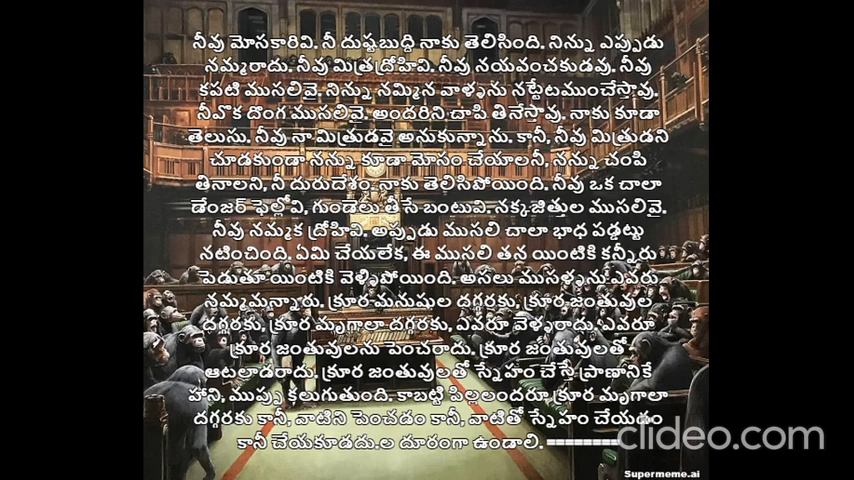 నీవు మోసకారివి. నీ దుష్టబుద్ది నాకు తెలిసింది. నిన్ను ఎప్పుడు
నమ్మరాదు. నీవు మిత్ర ద్రోహివి. నీవు నయవంచకుడవు. నీవు
కపటి ముసలివై, నిన్ను నమ్మిన వాళ్ళను నట్టేటముంచేస్తావు.
నీవొక దొంగ ముసలివై, అందరిని చాపి తినేస్తావు. నాకు కూడా
తెలుసు. నీవు నా మిత్రుడవై అనుకున్నాను. కానీ, నీవు మిత్రుడని
చూడకుండా నన్ను కూడా మోసం చేయాలనీ, నన్ను చంపి
తినాలని, నీ దురుదేశం నాకు తెలిసిపోయింది. నీవు ఒక చాలా
డేంజర్ ఫెల్లోవి, గుండెలు తీసే బంటువి నక్కజిత్తుల ముసలివై.
నీవు నమ్మక ద్రోహివి. అప్పుడు ముసలి చాలా భాధ పడ్డట్టు
నటించింది. ఏమి చేయలేక, ఈ ముసలి తన యింటికి కన్నీరు
పెడుతూ యింటికి వెళ్ళిపోయింది. అసలు ముసళ్ళను ఎవరు
నమ్మమన్నారు. క్రూర మనుషుల దగ్గరకు, క్రూర జంతువుల
దగ్గరకు, క్రూర మృగాలా దగ్గరకు, ఎవరూ వెళ్ళరాదు. ఏవరూ
క్రూర జంతువులను పెంచరాదు. క్రూర జంతువులతో
ఆటలాడరాదు. క్రూర జంతువులతో స్నేహం చేస్తే ప్రాణానికే
హాని, ముప్పు కలుగుతుంది. కాబట్టి పిల్లలందరూ క్రూర మృగాలా
దగ్గరకు కానీ, వాటిని పెంచడం కానీ, వాటితో స్నేహం చేయడం
కానీ చేయకూడదు.ల దూరంగా ఉండాలి. ==========
clideo.com
Supermeme.ai